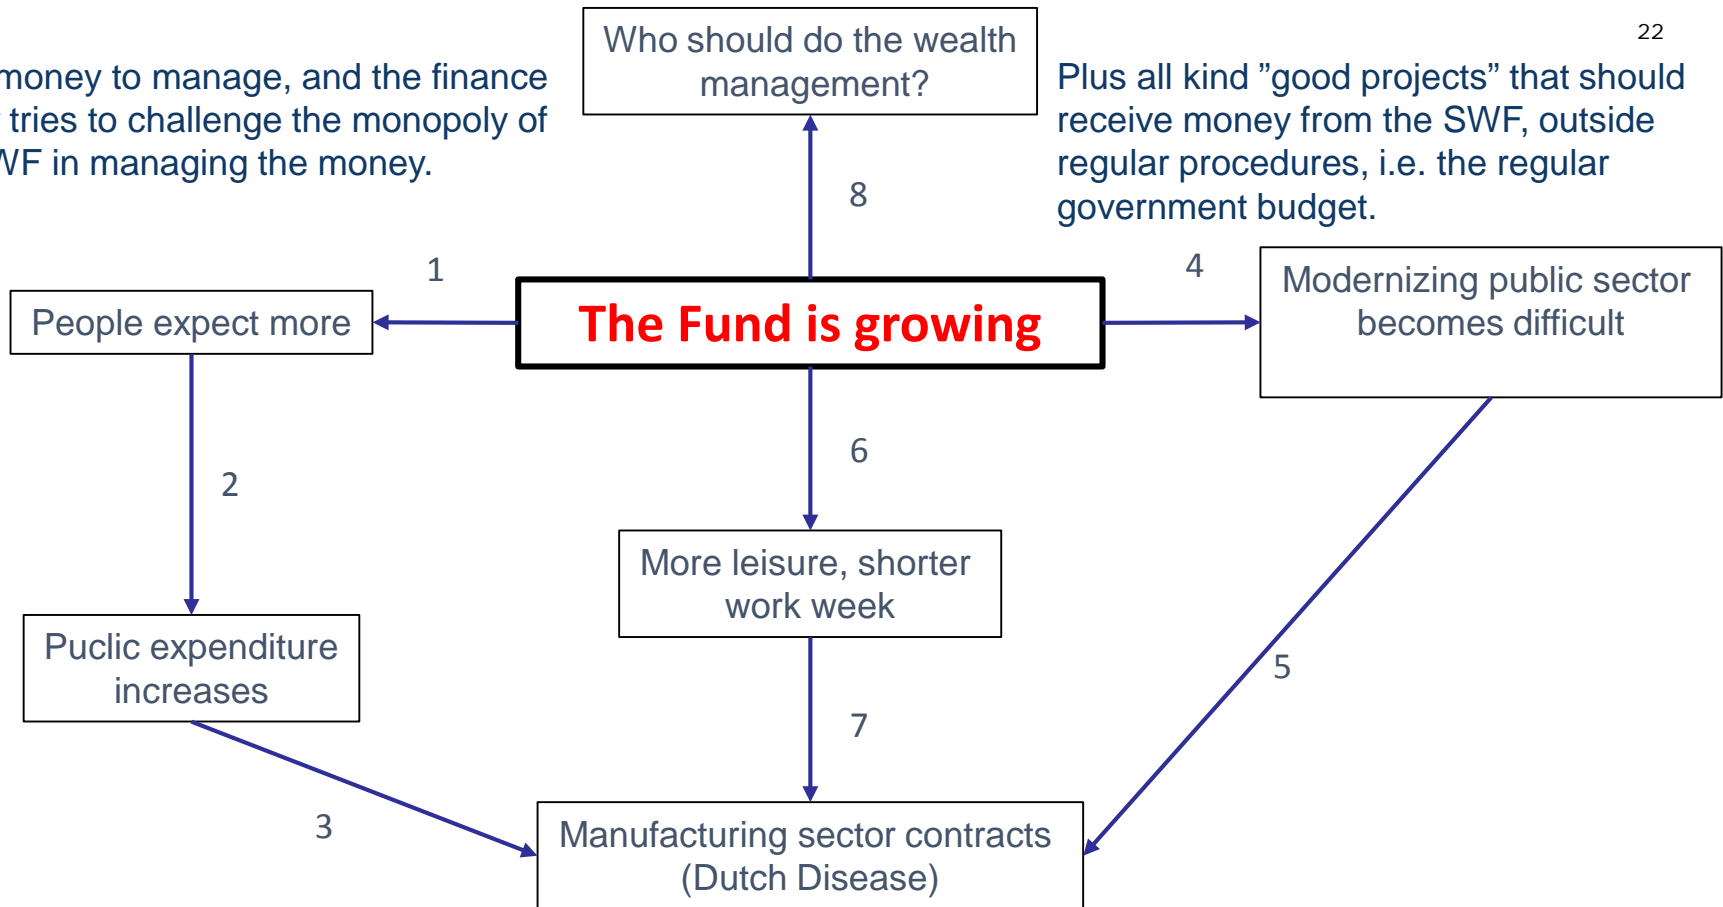 22
Who should do the wealth
management?
money to manage, and the finance
tries to challenge the monopoly of
WF in managing the money.
Plus all kind ”good projects” that should
receive money from the SWF, outside
regular procedures, i.e. the regular
government budget.
8
1
4
People expect more
The Fund is growing
Modernizing public sector
becomes difficult
2
6
More leisure, shorter
work week
Puclic expenditure
increases
5
7
3
Manufacturing sector contracts
(Dutch Disease)